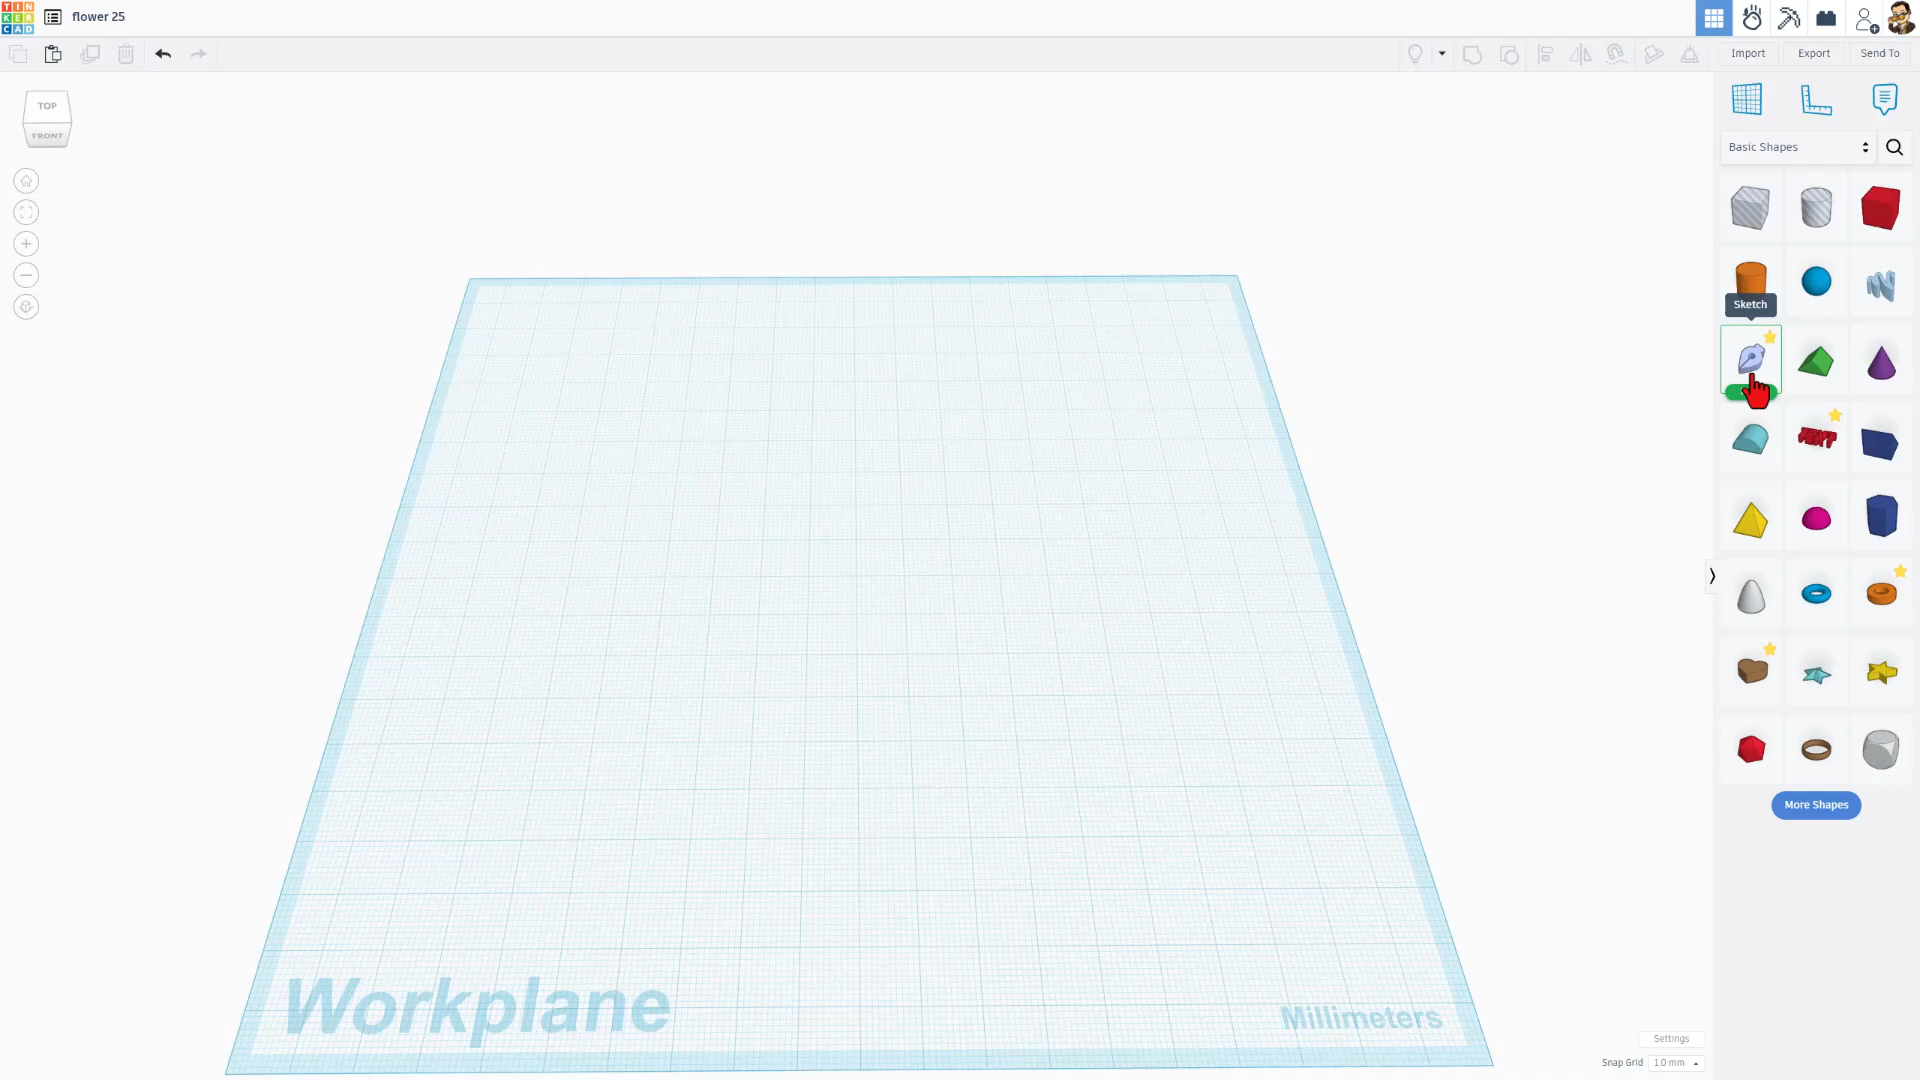 TIN
KER
CAD
flower 25
Import
Export
Send To
TOP
FRONT
Basic Shapes
Sketch
TEXT
More Shapes
Workplane
Millimeters
Settings
Snap Grid
1.0 mm